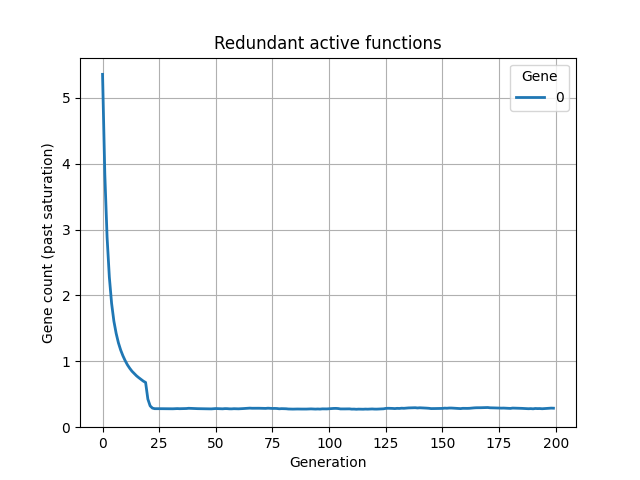 Redundant active functions
Gene
0
Gene count (past saturation)
5
4
3
2
1
0
0 25 50 75 100 125 150 175 200
Generation